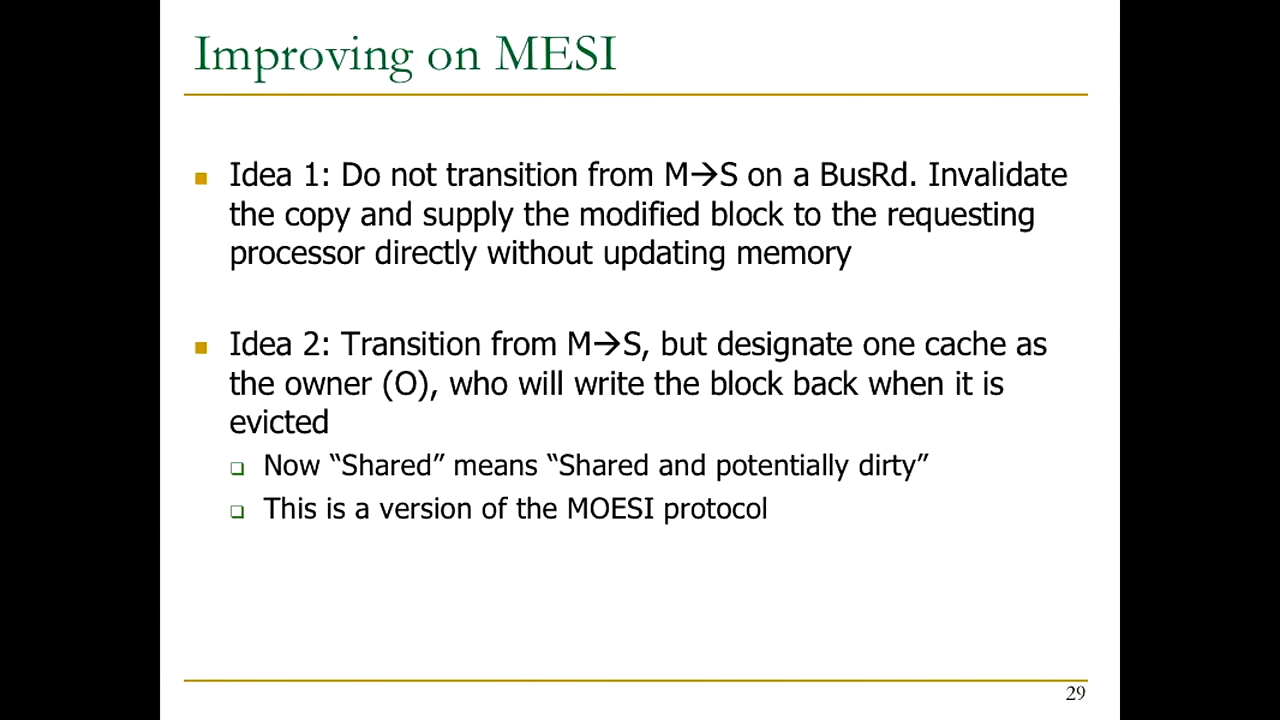 Improving on MESI
Idea 1: Do not transition from M→S on a BusRd. Invalidate
the copy and supply the modified block to the requesting
processor directly without updating memory
Idea 2: Transition from M→S, but designate one cache as
the owner (O), who will write the block back when it is
evicted
Now “Shared” means “Shared and potentially dirty”
This is a version of the MOESI protocol
29